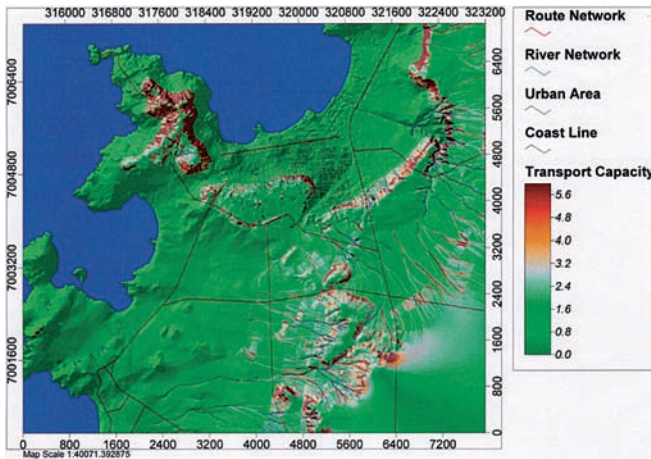 316000 316800 317600 318400 319200 320000 320800 321600 322400 323200
Route Network
River Network
Urban Area
Coast Line
Transport Capacity
5.6
4.8
4.0
3.2
2.4
1.6
0.8
0.0
7006400
7004800
7003200
7001600
6400
5600
4800
4000
3200
2400
1600
800
0
0 800 1600 2400 3200 4000 4800 5600 6400 7200
Map Scale 1:40071.392875